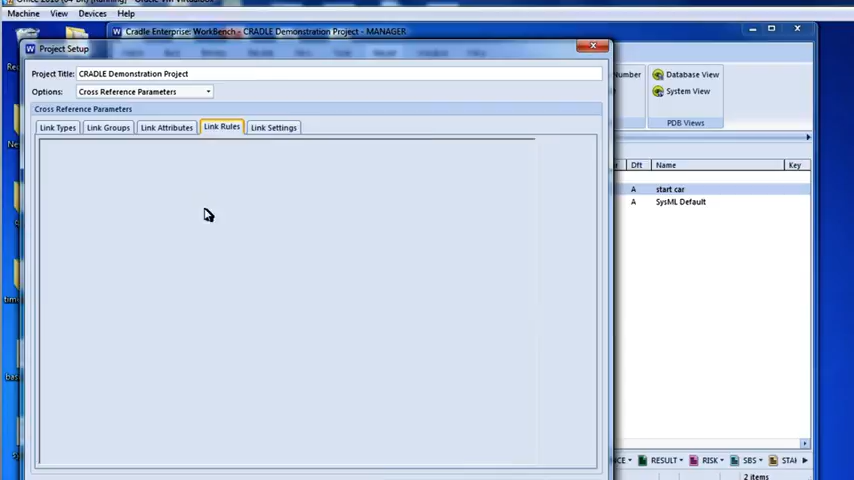 Machine View Devices Help
Cradle Enterprise: WorkBench - CRADLE Demonstration Project - MANAGER
Project Setup
Project Title: CRADLE Demonstration Project
Options: Cross Reference Parameters
Cross Reference Parameters
Link Types Link Groups Link Attributes Link Rules Link Settings
Number Database View
System View
PDB Views
Dft Name Key
A start car
A SysML Default
RESULT RISK SBS
2 items